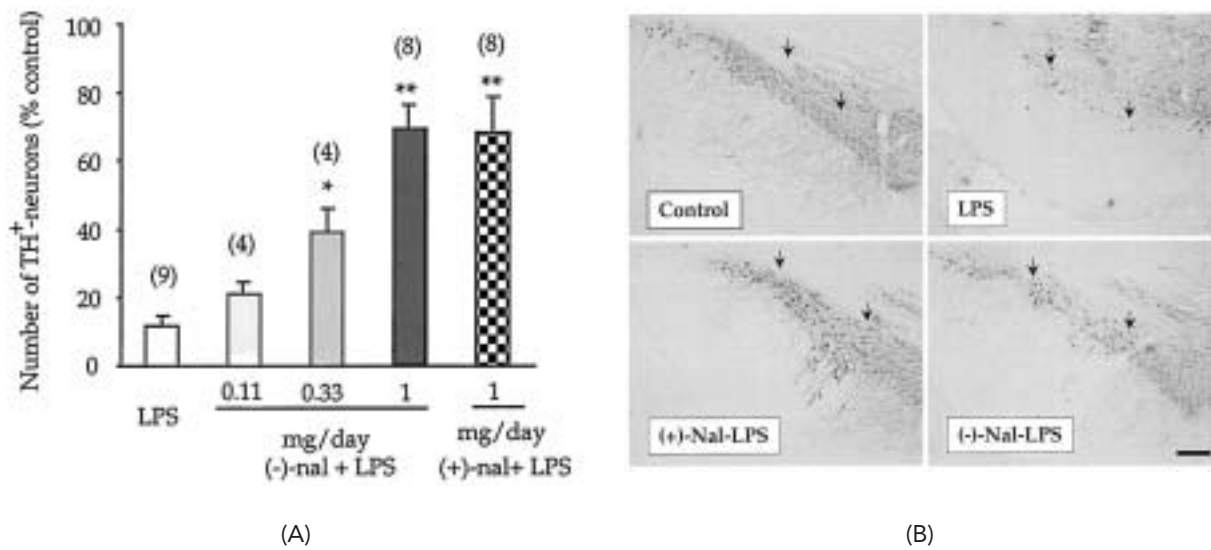 Number of TH+-neurons (% control)
100
80
60
40
20
0
(9)
(4)
(4)
*
(8)
**
(8)
**
LPS
0.11 0.33 1
mg/day
(-)-nal + LPS
1
mg/day
(+)-nal+ LPS
(A)
Control
LPS
(+)-Nal-LPS
(-)-Nal-LPS
(B)